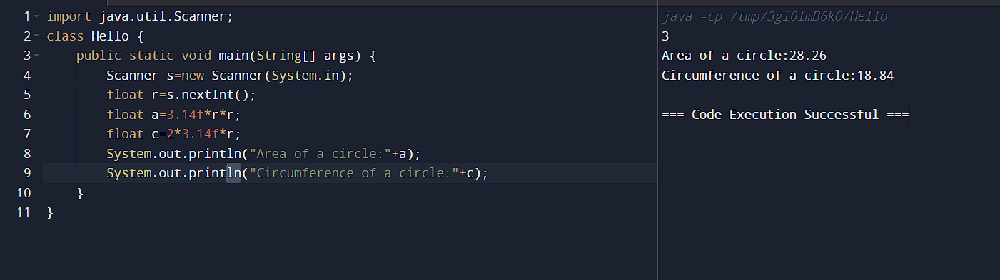 1 import java.util.Scanner;
2 class Hello {
3     public static void main(String[] args) {
4         Scanner s=new Scanner(System.in);
5         float r=s.nextInt();
6         float a=3.14f*r*r;
7         float c=2*3.14f*r;
8         System.out.println("Area of a circle:"+a);
9         System.out.println("Circumference of a circle:"+c);
10     }
11 }
java -cp /tmp/3gi0lmB6kO/Hello
3
Area of a circle:28.26
Circumference of a circle:18.84
=== Code Execution Successful ===